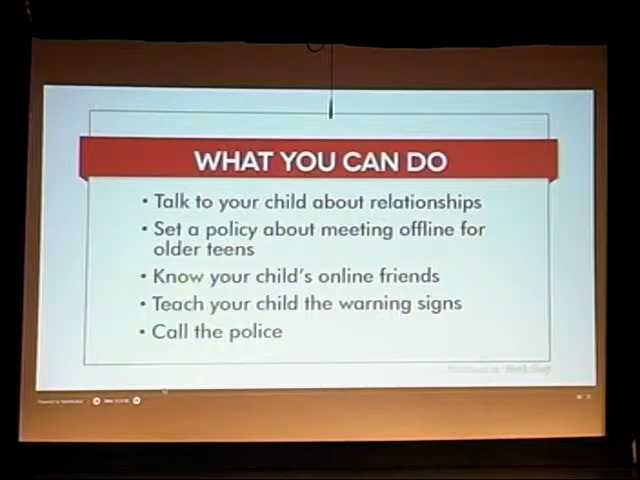 WHAT YOU CAN DO
• Talk to your child about relationships
• Set a policy about meeting offline for
older teens
• Know your child's online friends
• Teach your child the warning signs
• Call the police